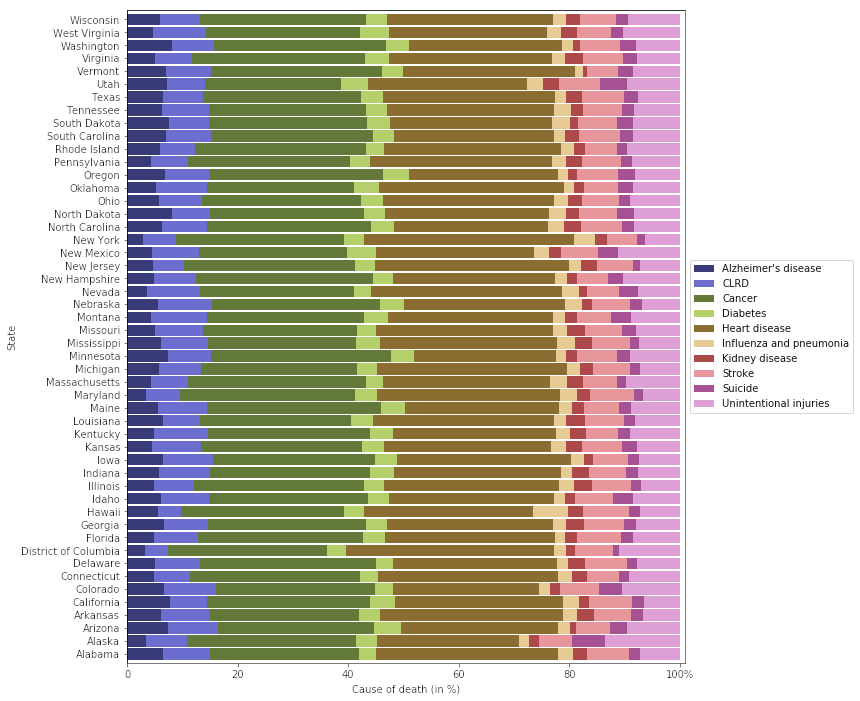 Wisconsin
West Virginia
Washington
Virginia
Vermont
Utah
Texas
Tennessee
South Dakota
South Carolina
Rhode Island
Pennsylvania
Oregon
Oklahoma
Ohio
North Dakota
North Carolina
New York
New Mexico
New Jersey
New Hampshire
Nevada
Nebraska
Montana
Missouri
Mississippi
Minnesota
Michigan
Massachusetts
Maryland
Maine
Louisiana
Kentucky
Kansas
Iowa
Indiana
Illinois
Idaho
Hawaii
Georgia
Florida
District of Columbia
Delaware
Connecticut
Colorado
California
Arkansas
Arizona
Alaska
Alabama
State
0 20 40 60 80 100%
Cause of death (in %)
Alzheimer's disease
CLRD
Cancer
Diabetes
Heart disease
Influenza and pneumonia
Kidney disease
Stroke
Suicide
Unintentional injuries